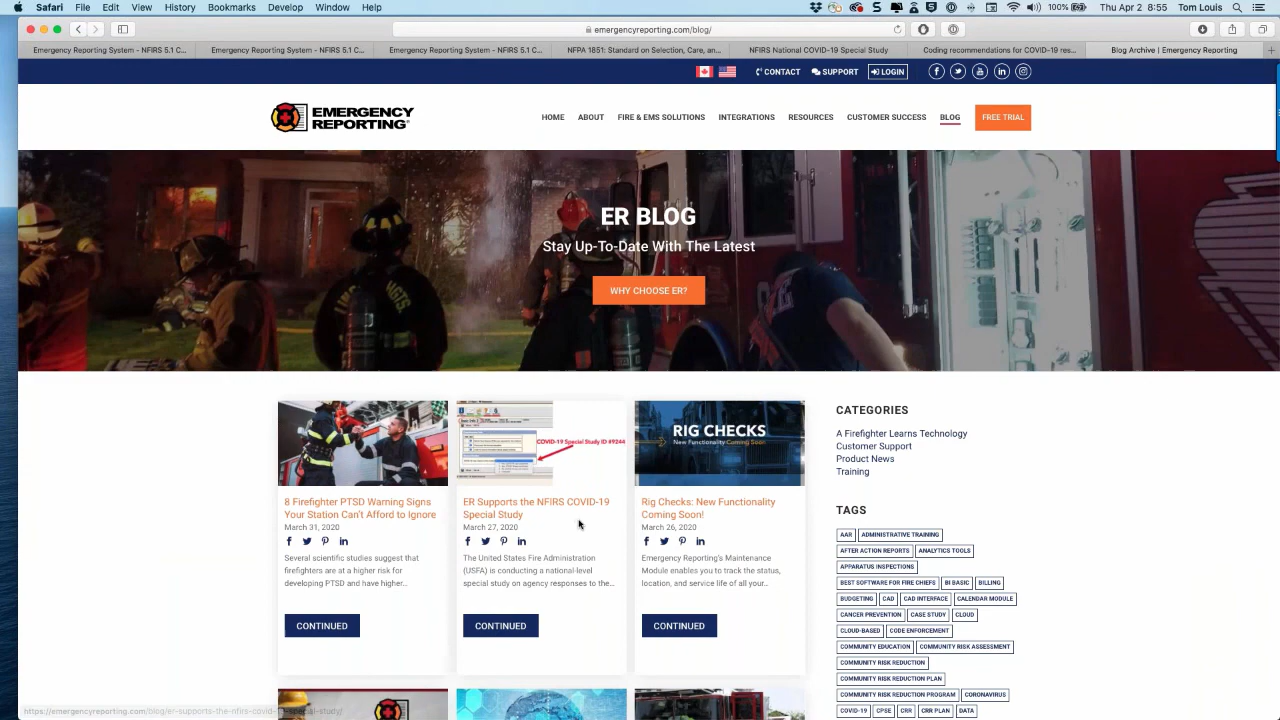 Safari File Edit View History Bookmarks Develop Window Help
100% Thu Apr 2 8:55 Tom Louis
emergencyreporting.com/blog/
Emergency Reporting System - NFIRS 5.1 C...
Emergency Reporting System - NFIRS 5.1 C...
Emergency Reporting System - NFIRS 5.1 C...
NFPA 1851: Standard on Selection, Care, an...
NFIRS National COVID-19 Special Study
Coding recommendations for COVID-19 res...
Blog Archive | Emergency Reporting
CONTACT
SUPPORT
LOGIN
EMERGENCY
REPORTING
HOME ABOUT FIRE & EMS SOLUTIONS INTEGRATIONS RESOURCES CUSTOMER SUCCESS BLOG FREE TRIAL
ER BLOG
Stay Up-To-Date With The Latest
WHY CHOOSE ER?
8 Firefighter PTSD Warning Signs
Your Station Can't Afford to Ignore
March 31, 2020
Several scientific studies suggest that
firefighters are at a higher risk for
developing PTSD and have higher...
CONTINUED
COVID-19 Special Study ID #9244
ER Supports the NFIRS COVID-19
Special Study
March 27, 2020
The United States Fire Administration
(USFA) is conducting a national-level
special study on agency responses to the...
CONTINUED
RIG CHECKS
New Functionality Coming Soon!
Rig Checks: New Functionality
Coming Soon!
March 26, 2020
Emergency Reporting's Maintenance
Module enables you to track the status,
location, and service life of all your...
CONTINUED
CATEGORIES
A Firefighter Learns Technology
Customer Support
Product News
Training
TAGS
AAR ADMINISTRATIVE TRAINING
AFTER ACTION REPORTS ANALYTICS TOOLS
APPARATUS INSPECTIONS
BEST SOFTWARE FOR FIRE CHIEFS BI BASIC BILLING
BUDGETING CAD CAD INTERFACE CALENDAR MODULE
CANCER PREVENTION CASE STUDY CLOUD
CLOUD-BASED CODE ENFORCEMENT
COMMUNITY EDUCATION COMMUNITY RISK ASSESSMENT
COMMUNITY RISK REDUCTION
COMMUNITY RISK REDUCTION PLAN
COMMUNITY RISK REDUCTION PROGRAM CORONAVIRUS
COVID-19 CPSE CRR CRR PLAN DATA
https://emergencyreporting.com/blog/er-supports-the-nfirs-covid-19-special-study/